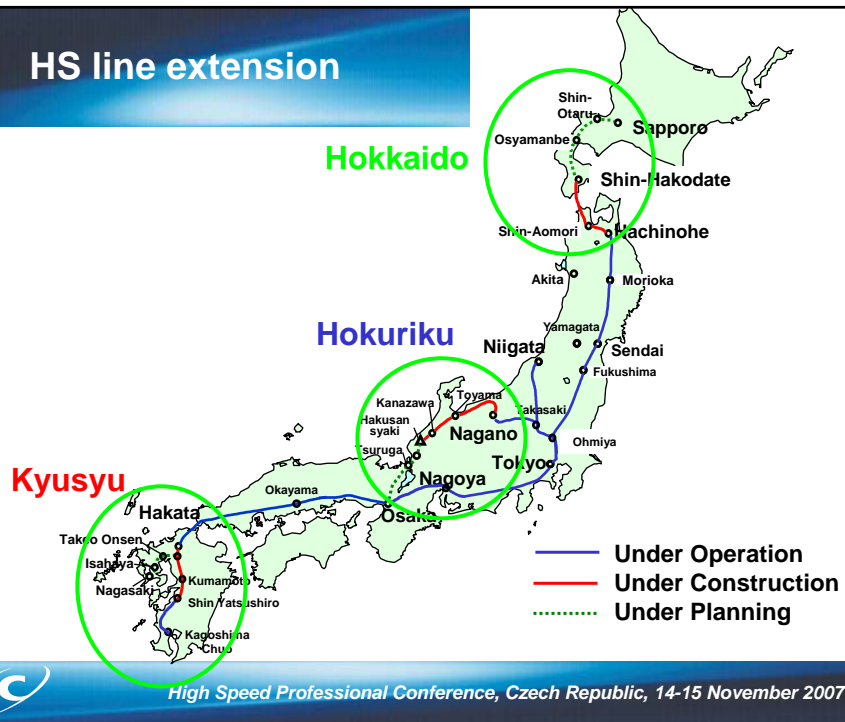 HS line extension
Shin-
Otaru
Sapporo
Osyamanbe
Hokkaido
Shin-Hakodate
Shin-Aomori
Hachinohe
Akita
Morioka
Hokuriku
Yamagata
Niigata
Sendai
Fukushima
Kanazawa
Toyama
Takasaki
Hakusan
syaki
Nagano
Ohmiya
Tsuruga
Tokyo
Nagoya
Kyusyu
Okayama
Hakata
Osaka
Takeo Onsen
Isahaya
Kumamoto
Nagasaki
Shin Yatsushiro
Kagoshima
Chuo
Under Operation
Under Construction
Under Planning
High Speed Professional Conference, Czech Republic, 14-15 November 2007